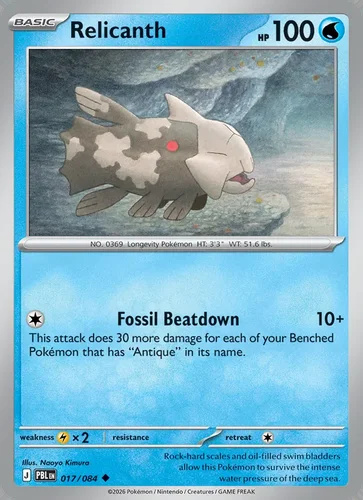 BASIC
Relicanth
HP 100
NO. 0369 Longevity Pokémon HT: 3'3" WT: 51.6 lbs.
Fossil Beatdown 10+
This attack does 30 more damage for each of your Benched
Pokémon that has “Antique” in its name.
weakness ×2 resistance retreat
Illus. Naoyo Kimura
J PBL EN 017/084
Rock-hard scales and oil-filled swim bladders
allow this Pokémon to survive the intense
water pressure of the deep sea.
©2026 Pokémon / Nintendo / Creatures / GAME FREAK